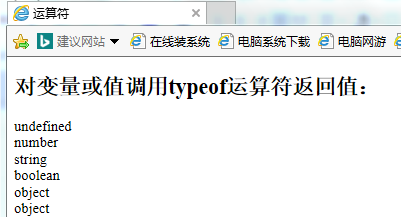 运算符
建议网站 在线装系统 电脑系统下载 电脑网游
对变量或值调用typeof运算符返回值：
undefined
number
string
boolean
object
object